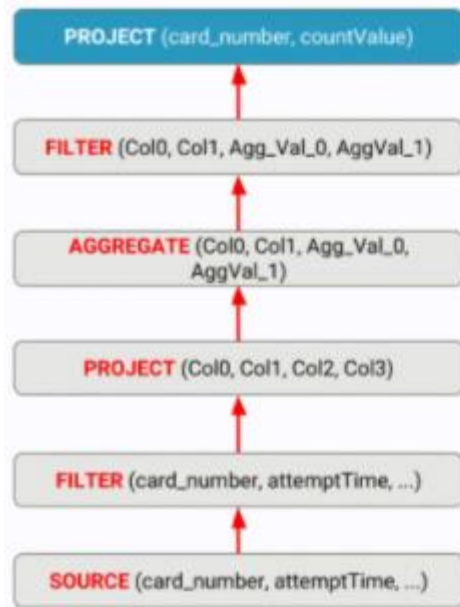 PROJECT (card_number, countValue)
FILTER (Col0, Col1, Agg_Val_0, AggVal_1)
AGGREGATE (Col0, Col1, Agg_Val_0,
AggVal_1)
PROJECT (Col0, Col1, Col2, Col3)
FILTER (card_number, attemptTime, ...)
SOURCE (card_number, attemptTime, ...)